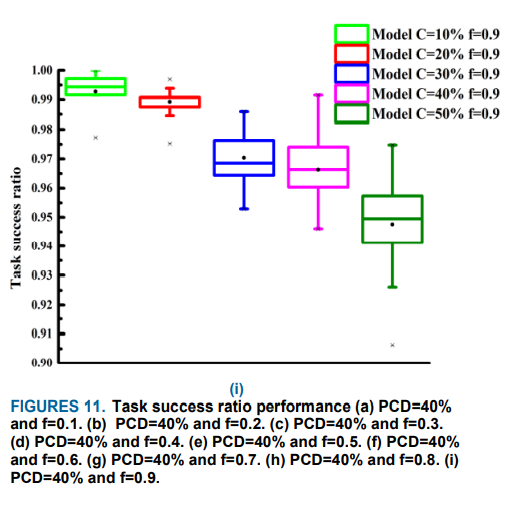 Model C=10% f=0.9
Model C=20% f=0.9
Model C=30% f=0.9
Model C=40% f=0.9
Model C=50% f=0.9
Task success ratio
1.00
0.99
0.98
0.97
0.96
0.95
0.94
0.93
0.92
0.91
0.90
(i)
FIGURES 11. Task success ratio performance (a) PCD=40%
and f=0.1. (b) PCD=40% and f=0.2. (c) PCD=40% and f=0.3.
(d) PCD=40% and f=0.4. (e) PCD=40% and f=0.5. (f) PCD=40%
and f=0.6. (g) PCD=40% and f=0.7. (h) PCD=40% and f=0.8. (i)
PCD=40% and f=0.9.